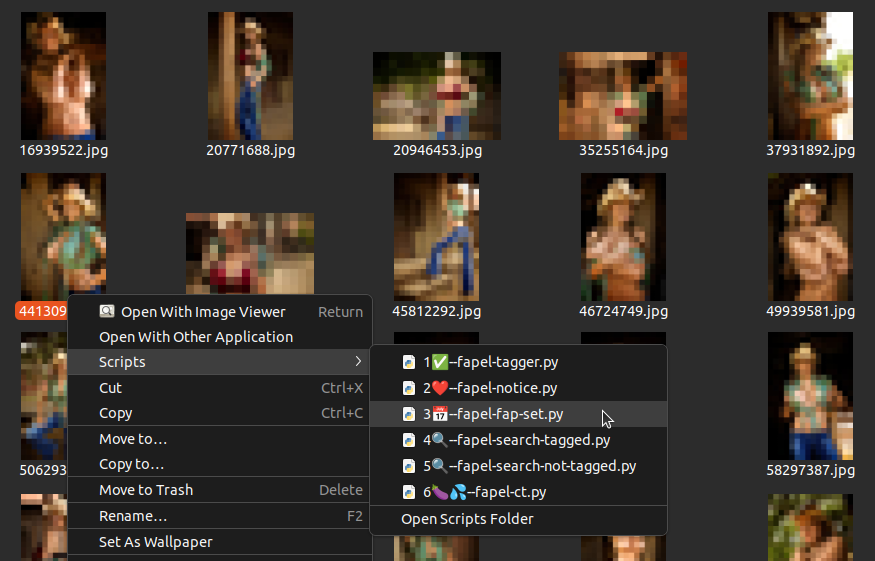 16939522.jpg
20771688.jpg
20946453.jpg
35255164.jpg
37931892.jpg
441309
45812292.jpg
46724749.jpg
49939581.jpg
Open With Image Viewer Return
Open With Other Application
Scripts
Cut Ctrl+X
Copy Ctrl+C
Move to…
Copy to…
Move to Trash Delete
Rename… F2
Set As Wallpaper
1✅--fapel-tagger.py
2❤️--fapel-notice.py
3📅--fapel-fap-set.py
4🔍--fapel-search-tagged.py
5🔍--fapel-search-not-tagged.py
6🍆💦--fapel-ct.py
Open Scripts Folder
506293
58297387.jpg